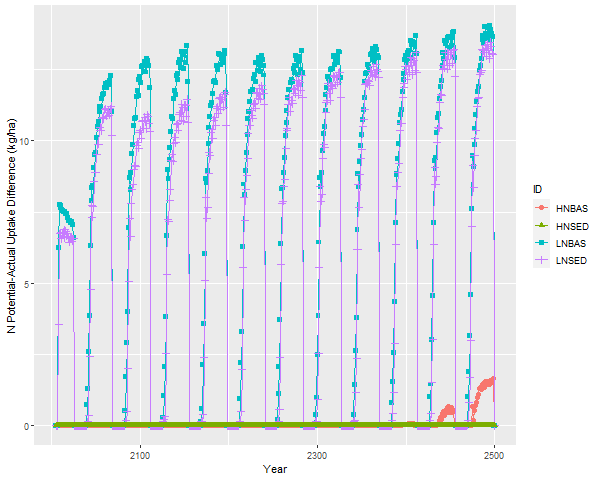 N Potential-Actual Uptake Difference (kg/ha)
10
5
0
2100
2300
2500
Year
ID
HNBAS
HNSED
LNBAS
LNSED